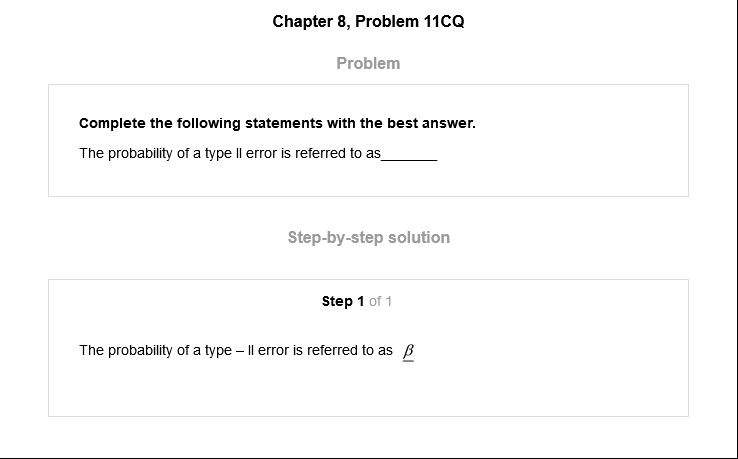 Chapter 8, Problem 11CQ
Problem
Complete the following statements with the best answer.
The probability of a type II error is referred to as_______
Step-by-step solution
Step 1 of 1
The probability of a type – II error is referred to as β